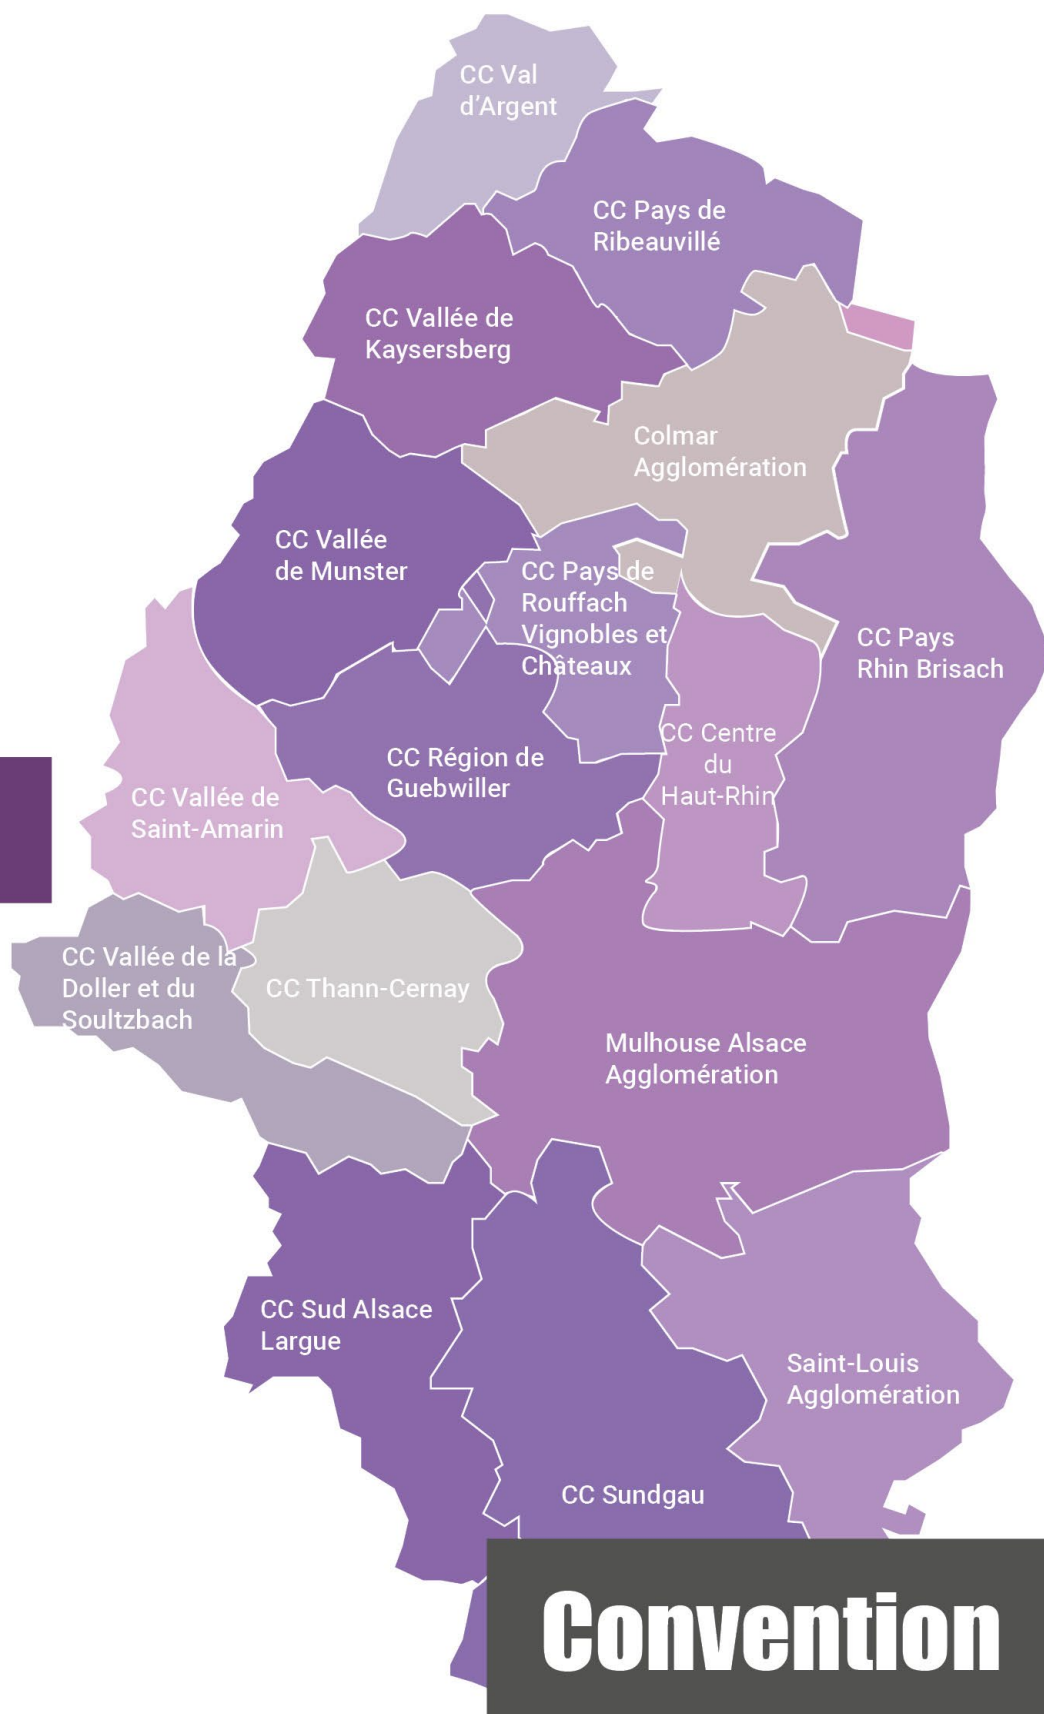 CC Val
d’Argent
CC Pays de
Ribeauvillé
CC Vallée de
Kaysersberg
Colmar
Agglomération
CC Vallée
de Munster
CC Pays de
Rouffach
Vignobles et
Châteaux
CC Pays
Rhin Brisach
CC Centre
du
Haut-Rhin
CC Région de
Guebwiller
CC Vallée de
Saint-Amarin
CC Vallée de la
Doller et du
Soultzbach
CC Thann-Cernay
Mulhouse Alsace
Agglomération
CC Sud Alsace
Largue
Saint-Louis
Agglomération
CC Sundgau
Convention